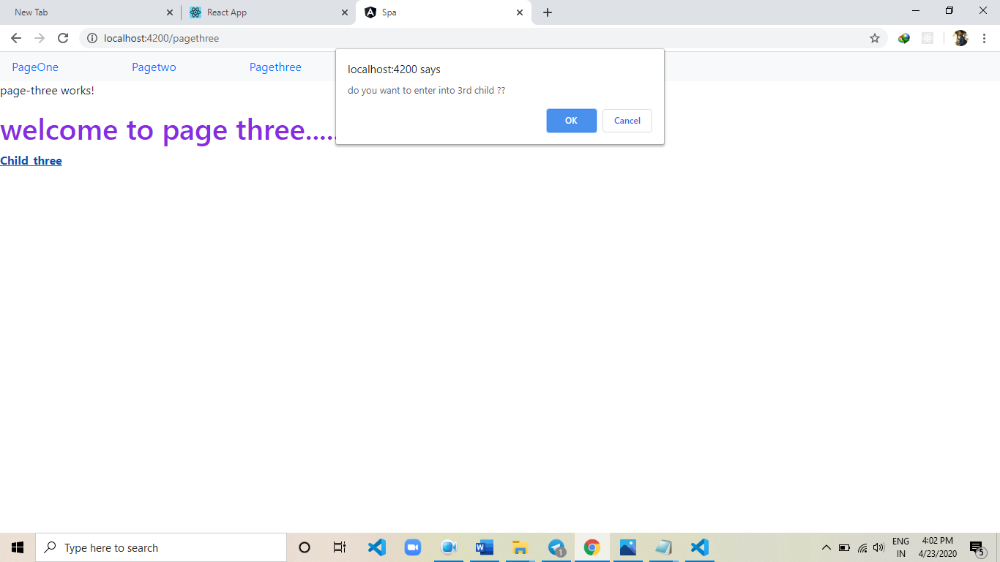 New Tab
React App
Spa
localhost:4200/pagethree
PageOne Pagetwo Pagethree
localhost:4200 says
do you want to enter into 3rd child ??
OK Cancel
page-three works!
welcome to page three.....
Child three
Type here to search
1
ENG
IN
4:02 PM
4/23/2020
5